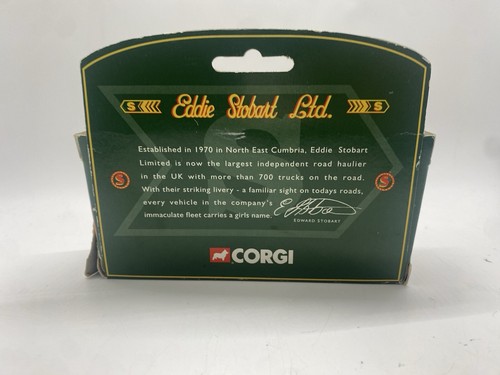 S Eddie Stobart Ltd. S
Established in 1970 in North East Cumbria, Eddie Stobart
Limited is now the largest independent road haulier
in the UK with more than 700 trucks on the road.
S With their striking livery - a familiar sight on todays roads, S
every vehicle in the company's
immaculate fleet carries a girls name.
EDWARD STOBART
CORGI